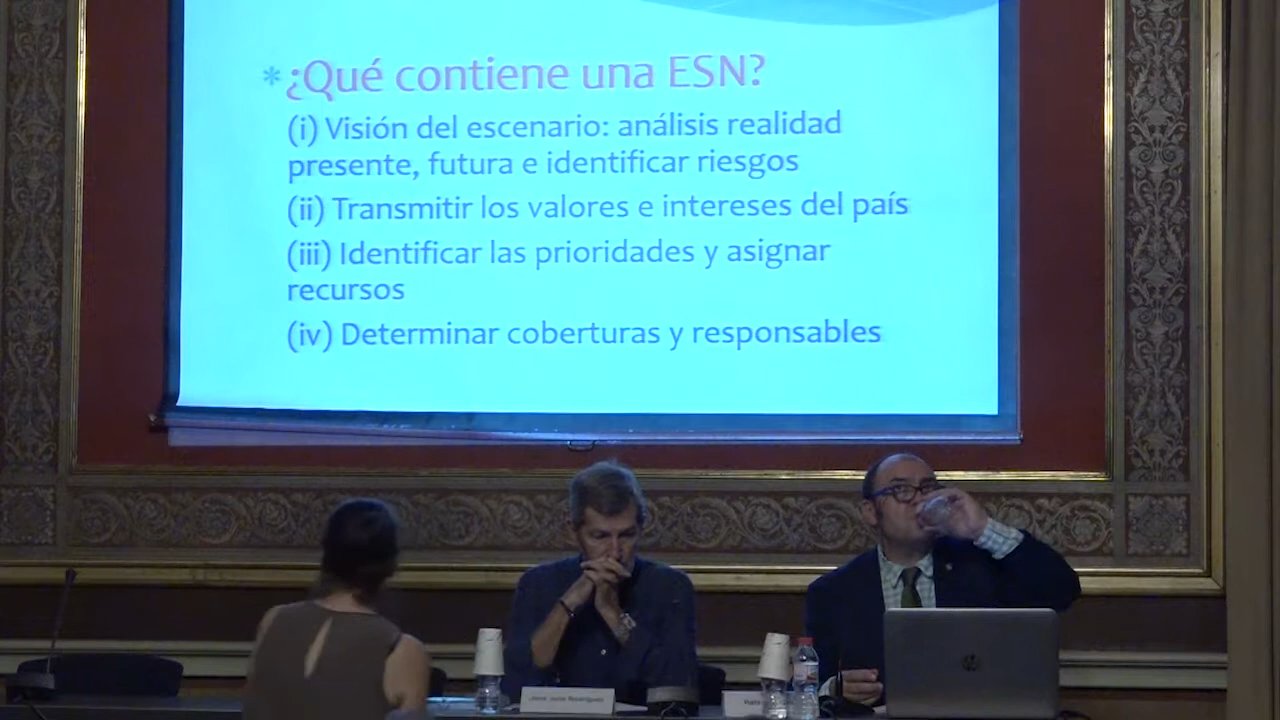 * ¿Qué contiene una ESN?
(i) Visión del escenario: análisis realidad
presente, futura e identificar riesgos
(ii) Transmitir los valores e intereses del país
(iii) Identificar las prioridades y asignar
recursos
(iv) Determinar coberturas y responsables
hp